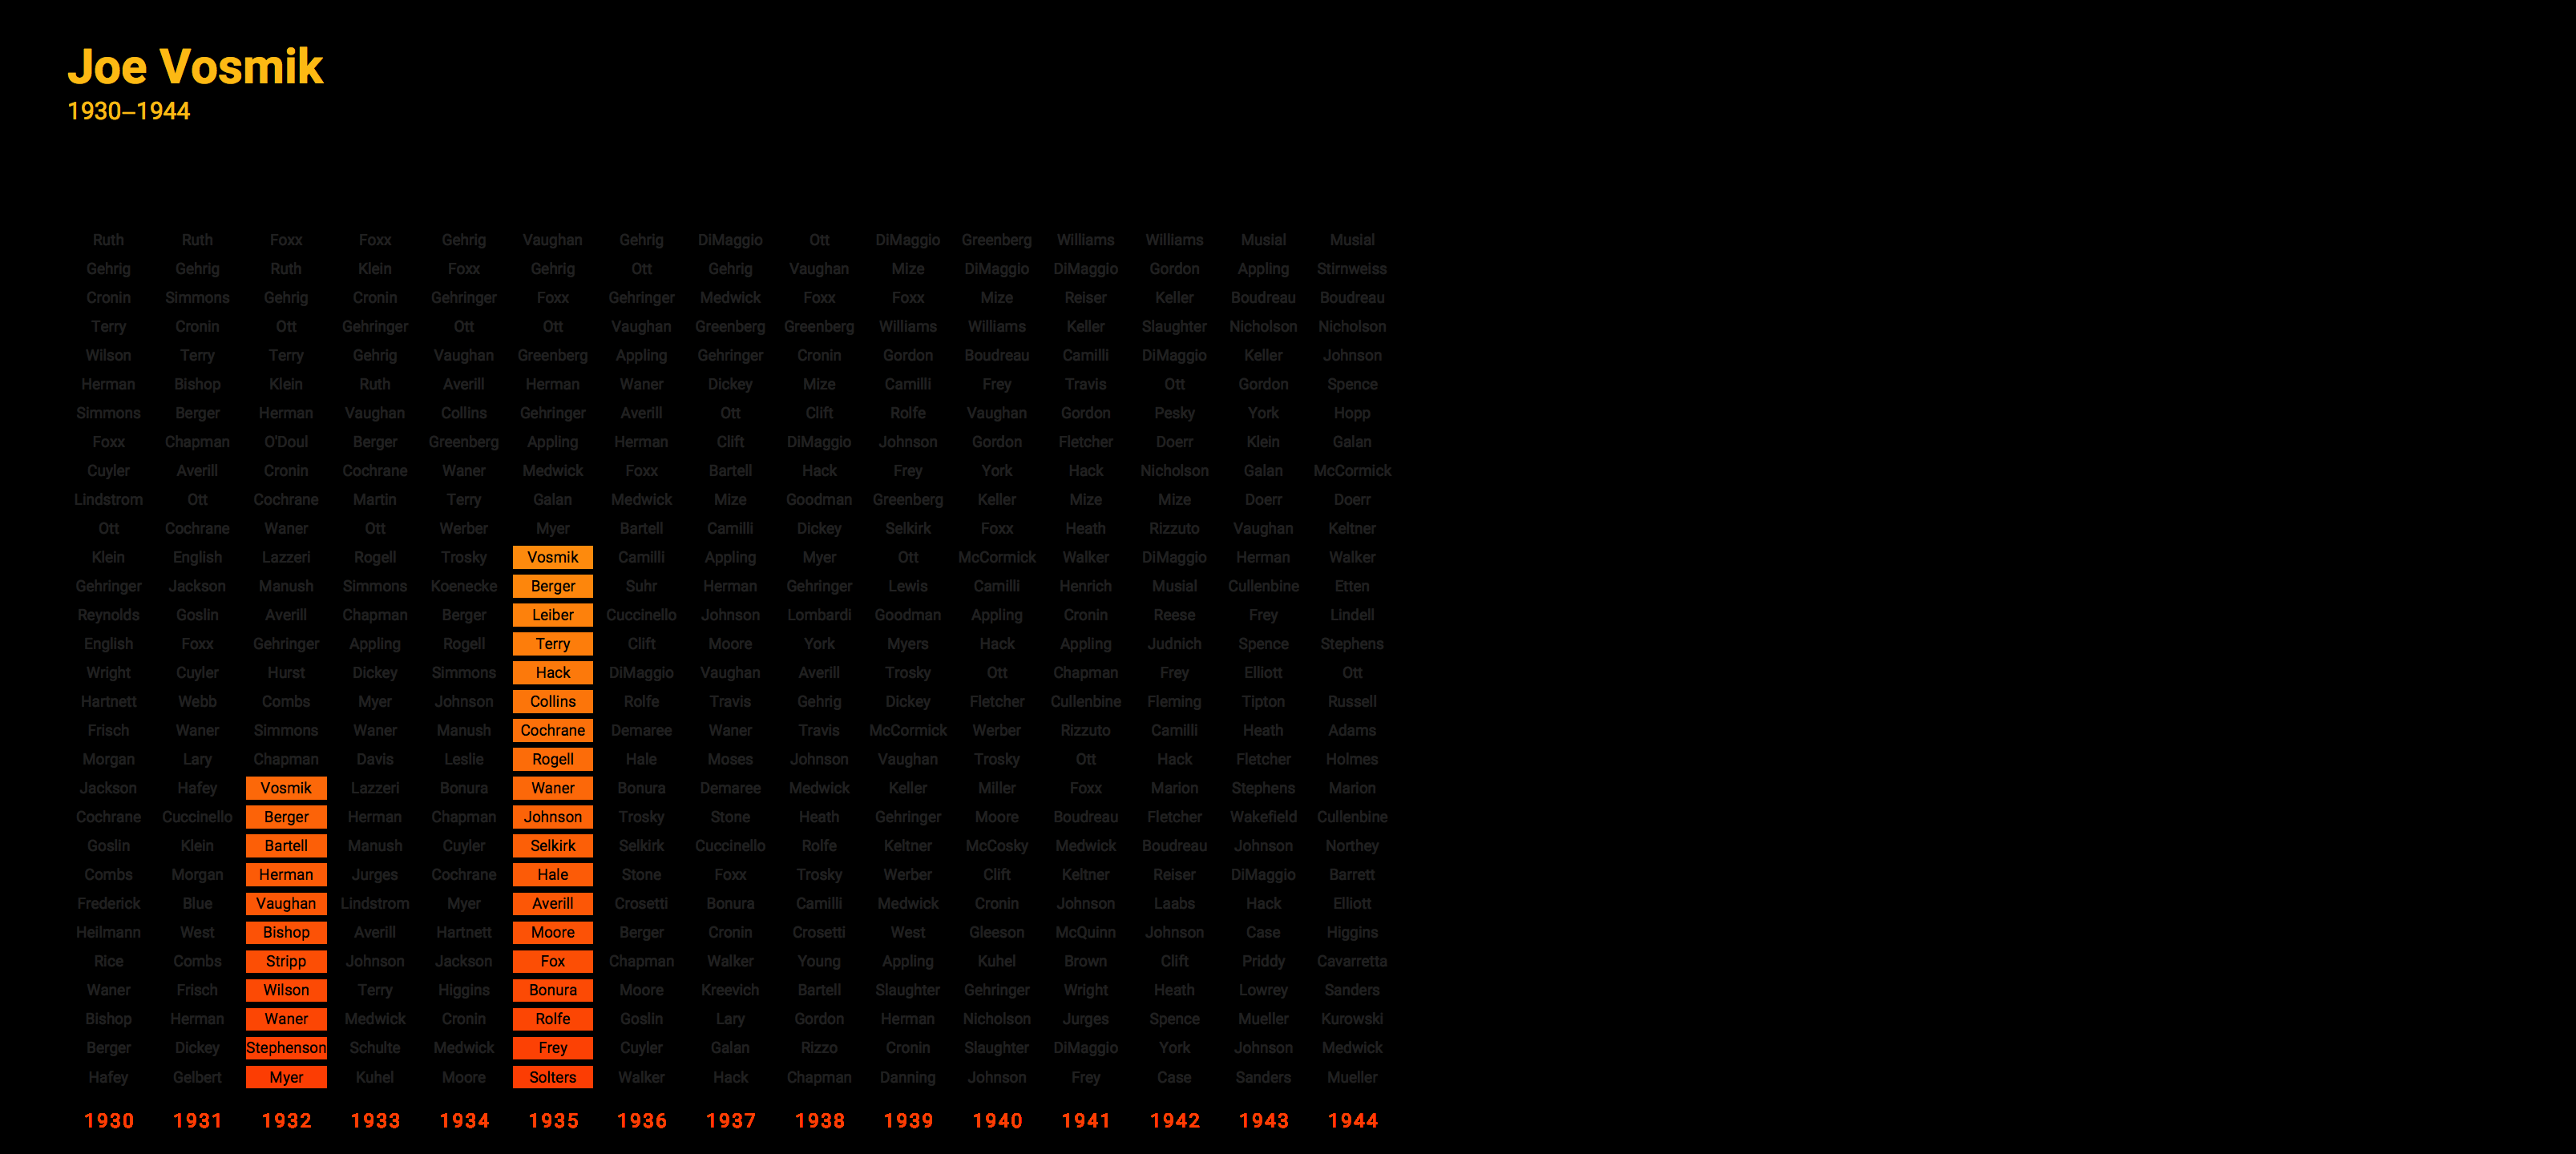 Joe Vosmik
1930–1944
Ruth Ruth Foxx Foxx Gehrig Vaughan Gehrig DiMaggio Ott DiMaggio Greenberg Williams Williams Musial Musial
Gehrig Gehrig Ruth Klein Foxx Gehrig Ott Gehrig Vaughan Mize DiMaggio DiMaggio Gordon Appling Stirnweiss
Cronin Simmons Gehrig Cronin Gehringer Foxx Gehringer Medwick Foxx Foxx Mize Reiser Keller Boudreau Boudreau
Terry Cronin Ott Gehringer Ott Ott Vaughan Greenberg Greenberg Williams Williams Keller Slaughter Nicholson Nicholson
Wilson Terry Terry Gehrig Vaughan Greenberg Appling Gehringer Cronin Gordon Boudreau Camilli DiMaggio Keller Johnson
Herman Bishop Klein Ruth Averill Herman Waner Dickey Mize Camilli Frey Travis Ott Gordon Spence
Simmons Berger Herman Vaughan Collins Gehringer Averill Ott Clift Rolfe Vaughan Gordon Pesky York Hopp
Foxx Chapman O'Doul Berger Greenberg Appling Herman Clift DiMaggio Johnson Gordon Fletcher Doerr Klein Galan
Cuyler Averill Cronin Cochrane Waner Medwick Foxx Bartell Hack Frey York Hack Nicholson Galan McCormick
Lindstrom Ott Cochrane Martin Terry Galan Medwick Mize Goodman Greenberg Keller Mize Mize Doerr Doerr
Ott Cochrane Waner Ott Werber Myer Bartell Camilli Dickey Selkirk Foxx Heath Rizzuto Vaughan Keltner
Klein English Lazzeri Rogell Trosky Vosmik Camilli Appling Myer Ott McCormick Walker DiMaggio Herman Walker
Gehringer Jackson Manush Simmons Koenecke Berger Suhr Herman Gehringer Lewis Camilli Henrich Musial Cullenbine Etten
Reynolds Goslin Averill Chapman Berger Leiber Cuccinello Johnson Lombardi Goodman Appling Cronin Reese Frey Lindell
English Foxx Gehringer Appling Rogell Terry Clift Moore York Myers Hack Appling Judnich Spence Stephens
Wright Cuyler Hurst Dickey Simmons Hack DiMaggio Vaughan Averill Trosky Ott Chapman Frey Elliott Ott
Hartnett Webb Combs Myer Johnson Collins Rolfe Travis Gehrig Dickey Fletcher Cullenbine Fleming Tipton Russell
Frisch Waner Simmons Waner Manush Cochrane Demaree Waner Travis McCormick Werber Rizzuto Camilli Heath Adams
Morgan Lary Chapman Davis Leslie Rogell Hale Moses Johnson Vaughan Trosky Ott Hack Fletcher Holmes
Jackson Hafey Vosmik Lazzeri Bonura Waner Bonura Demaree Medwick Keller Miller Foxx Marion Stephens Marion
Cochrane Cuccinello Berger Herman Chapman Johnson Trosky Stone Heath Gehringer Moore Boudreau Fletcher Wakefield Cullenbine
Goslin Klein Bartell Manush Cuyler Selkirk Selkirk Cuccinello Rolfe Keltner McCosky Medwick Boudreau Johnson Northey
Combs Morgan Herman Jurges Cochrane Hale Stone Foxx Trosky Werber Clift Keltner Reiser DiMaggio Barrett
Frederick Blue Vaughan Lindstrom Myer Averill Crosetti Bonura Camilli Medwick Cronin Johnson Laabs Hack Elliott
Heilmann West Bishop Averill Hartnett Moore Berger Cronin Crosetti West Gleeson McQuinn Johnson Case Higgins
Rice Combs Stripp Johnson Jackson Fox Chapman Walker Young Appling Kuhel Brown Clift Priddy Cavarretta
Waner Frisch Wilson Terry Higgins Bonura Moore Kreevich Bartell Slaughter Gehringer Wright Heath Lowrey Sanders
Bishop Herman Waner Medwick Cronin Rolfe Goslin Lary Gordon Herman Nicholson Jurges Spence Mueller Kurowski
Berger Dickey Stephenson Schulte Medwick Frey Cuyler Galan Rizzo Cronin Slaughter DiMaggio York Johnson Medwick
Hafey Gelbert Myer Kuhel Moore Solters Walker Hack Chapman Danning Johnson Frey Case Sanders Mueller
1930 1931 1932 1933 1934 1935 1936 1937 1938 1939 1940 1941 1942 1943 1944